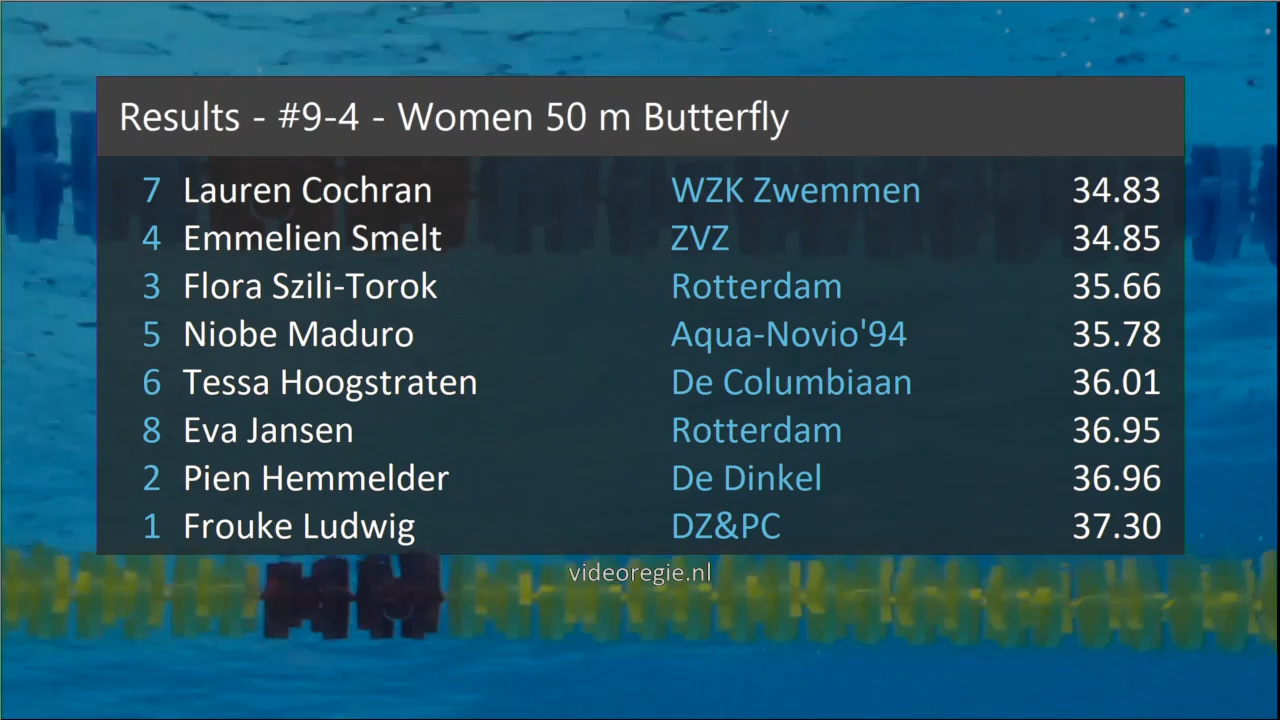 Results - #9-4 - Women 50 m Butterfly
7 Lauren Cochran WZK Zwemmen 34.83
4 Emmelien Smelt ZVZ 34.85
3 Flora Szili-Torok Rotterdam 35.66
5 Niobe Maduro Aqua-Novio'94 35.78
6 Tessa Hoogstraten De Columbiaan 36.01
8 Eva Jansen Rotterdam 36.95
2 Pien Hemmelder De Dinkel 36.96
1 Frouke Ludwig DZ&PC 37.30
videoregie.nl